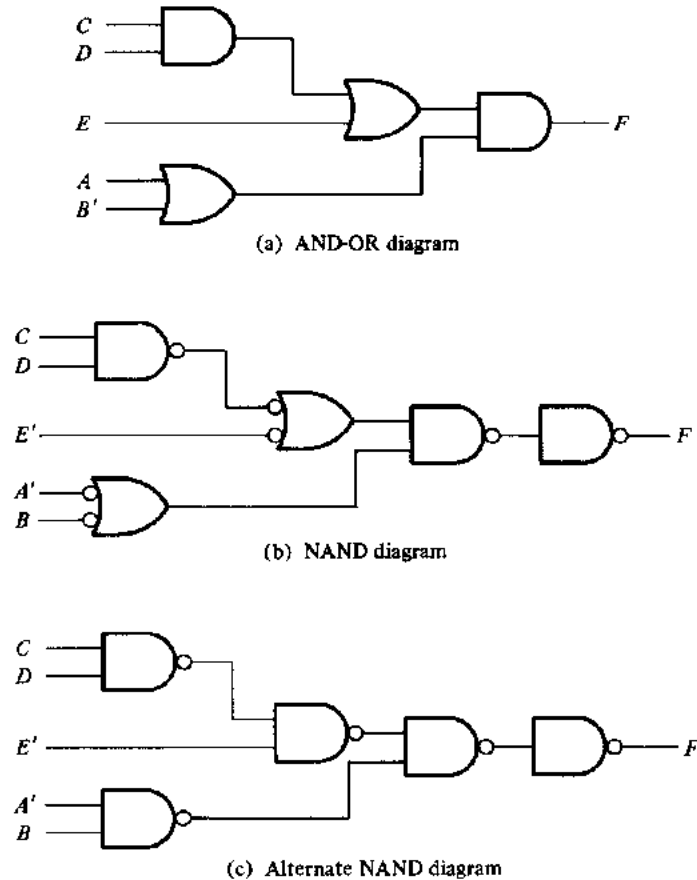 C
D
E
F
A
B'
(a) AND-OR diagram
C
D
E'
F
A'
B
(b) NAND diagram
C
D
E'
F
A'
B
(c) Alternate NAND diagram